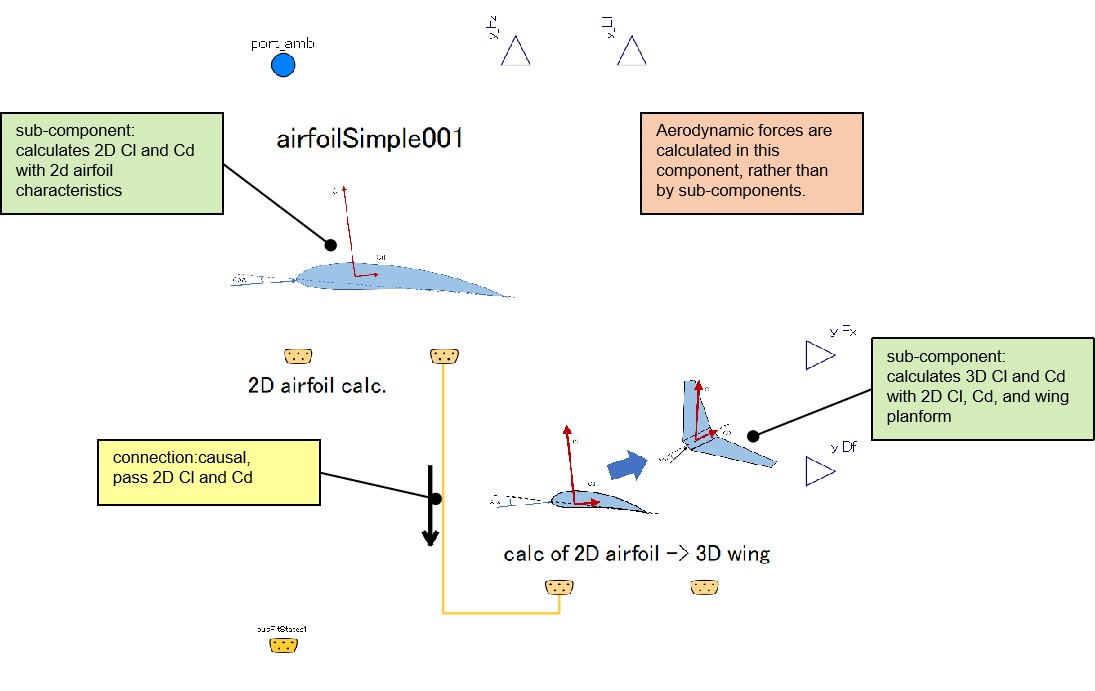 y_Fz
port_amb
sub-component:
calculates 2D Cl and Cd
with 2d airfoil
characteristics
airfoilSimple001
Aerodynamic forces are
calculated in this
component, rather than
by sub-components.
y_Fx
sub-component:
calculates 3D Cl and Cd
with 2D Cl, Cd, and wing
planform
2D airfoil calc.
connection:causal,
pass 2D Cl and Cd
y_Df
calc of 2D airfoil -> 3D wing